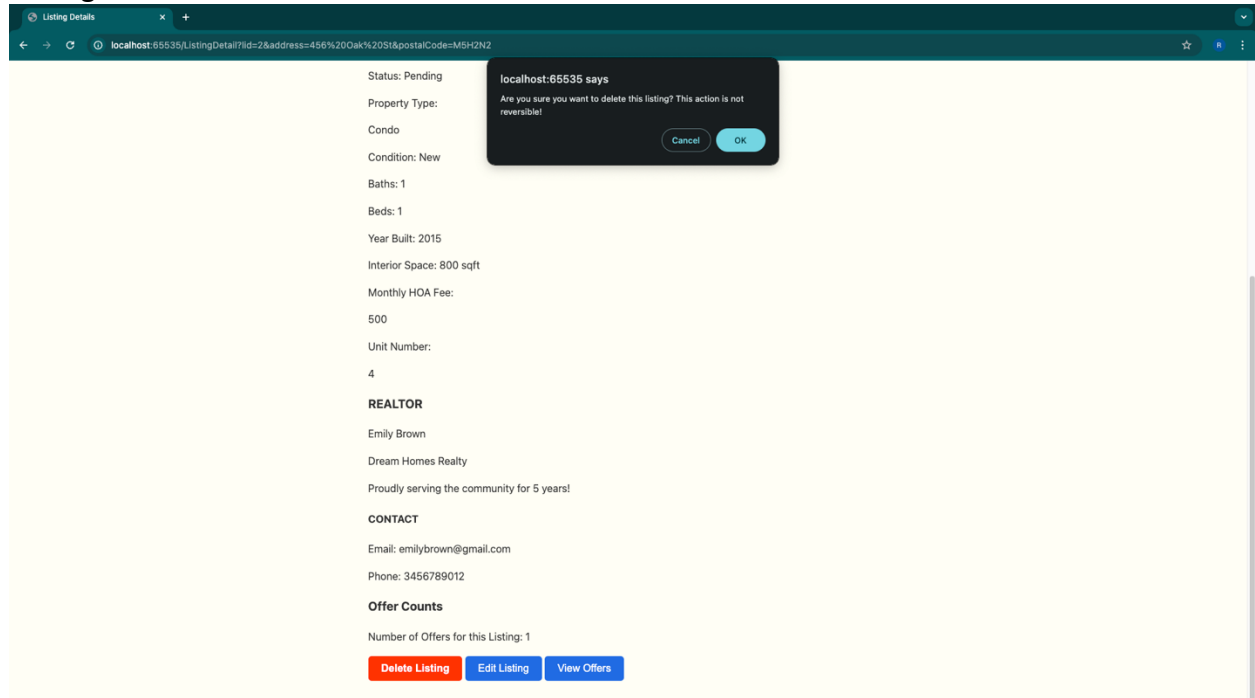 Listing Details
localhost:65535/ListingDetail?lid=2&address=456%20Oak%20St&postalCode=M5H2N2
R
localhost:65535 says
Are you sure you want to delete this listing? This action is not
reversible!
Cancel OK
Status: Pending
Property Type:
Condo
Condition: New
Baths: 1
Beds: 1
Year Built: 2015
Interior Space: 800 sqft
Monthly HOA Fee:
500
Unit Number:
4
REALTOR
Emily Brown
Dream Homes Realty
Proudly serving the community for 5 years!
CONTACT
Email: emilybrown@gmail.com
Phone: 3456789012
Offer Counts
Number of Offers for this Listing: 1
Delete Listing Edit Listing View Offers